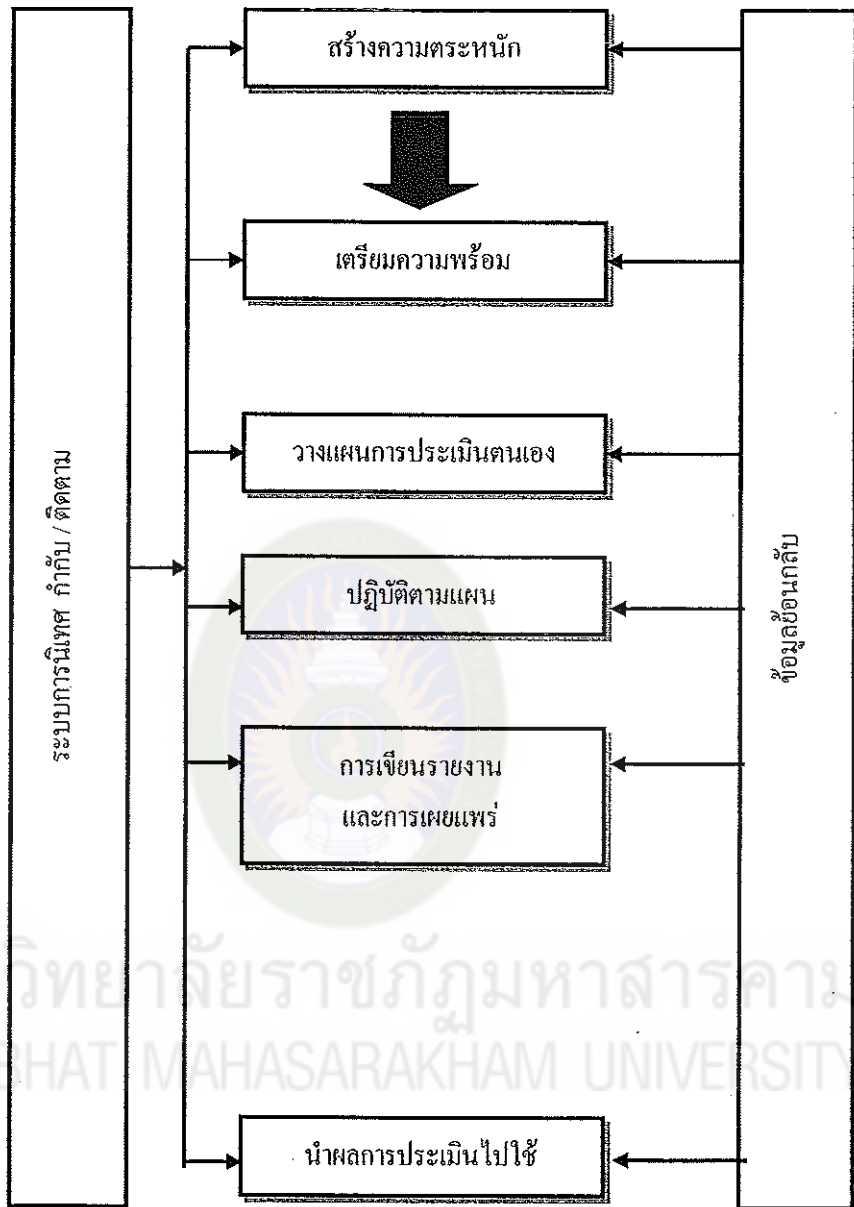 สร้างความตระหนัก
เตรียมความพร้อม
วางแผนการประเมินตนเอง
ปฏิบัติตามแผน
การเขียนรายงาน
และการเผยแพร่
นำผลการประเมินไปใช้
ระบบการนิเทศ กำกับ / ติดตาม
ข้อมูลย้อนกลับ
วิทยาลัยราชภัฏมหาสารคาม
BHAT MAHASARAKHAM UNIVERSITY